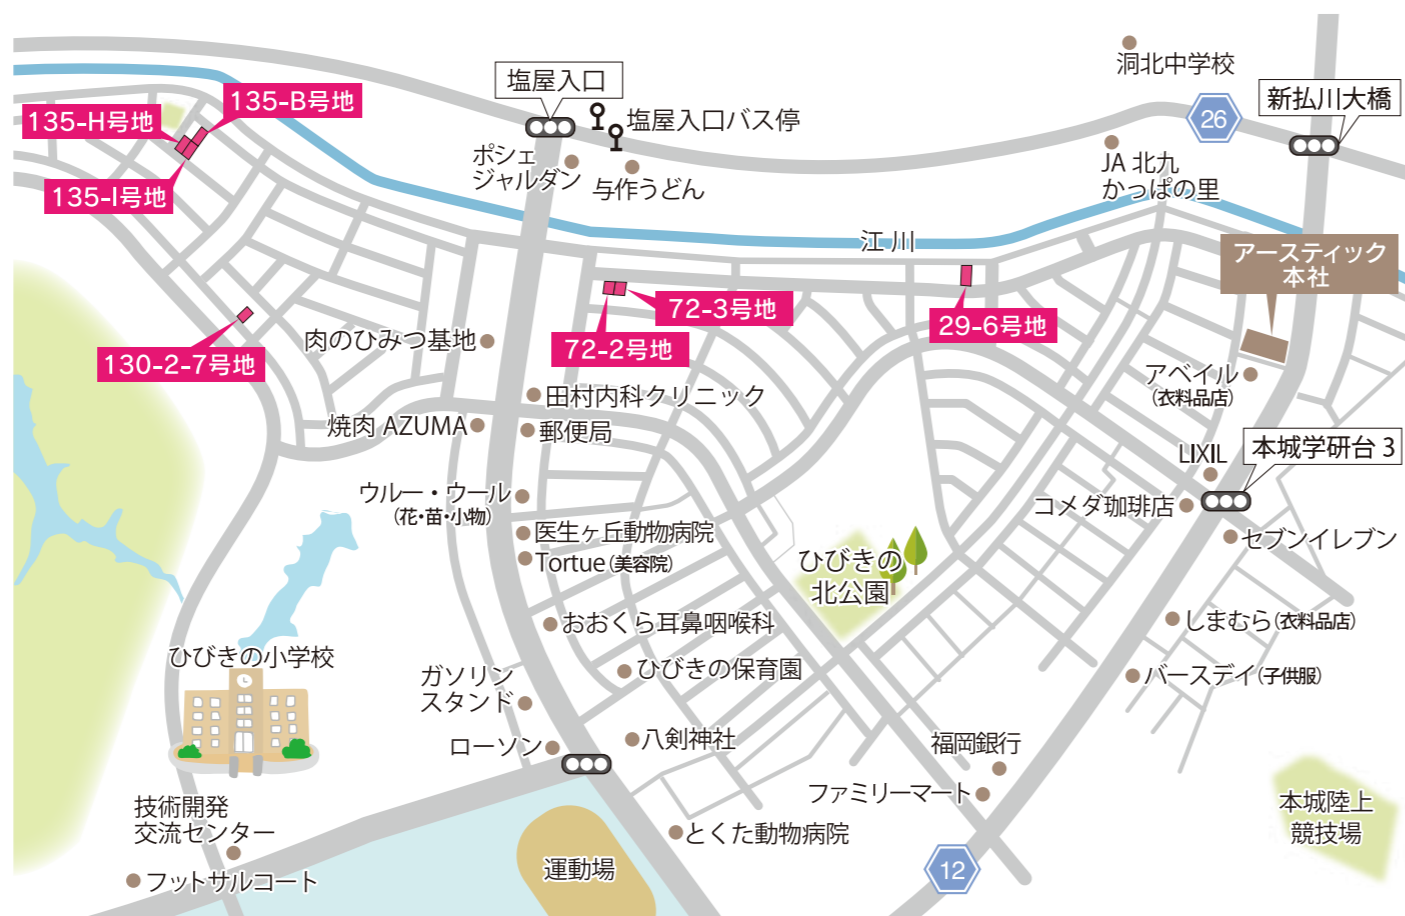 洞北中学校
塩屋入口
135-B号地
新払川大橋
135-H号地
塩屋入口バス停
26
ポシェ
ジャルダン
与作うどん
JA 北九
かっぱの里
135-I号地
江川
アースティック
本社
72-3号地
29-6号地
肉のひみつ基地
72-2号地
130-2-7号地
アベイル
(衣料品店)
田村内科クリニック
焼肉 AZUMA
郵便局
LIXIL
本城学研台 3
ウルー・ウール
(花・苗・小物)
コメダ珈琲店
医生ヶ丘動物病院
セブンイレブン
Tortue(美容院)
ひびきの
北公園
おおくら耳鼻咽喉科
しまむら(衣料品店)
ひびきの小学校
ひびきの保育園
バースデイ(子供服)
ガソリン
スタンド
ローソン
八剣神社
福岡銀行
ファミリーマート
技術開発
交流センター
とくた動物病院
本城陸上
競技場
運動場
12
フットサルコート